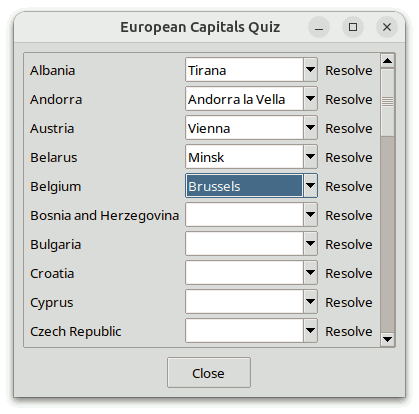 European Capitals Quiz
Albania Tirana Resolve
Andorra Andorra la Vella Resolve
Austria Vienna Resolve
Belarus Minsk Resolve
Belgium Brussels Resolve
Bosnia and Herzegovina Resolve
Bulgaria Resolve
Croatia Resolve
Cyprus Resolve
Czech Republic Resolve
Close